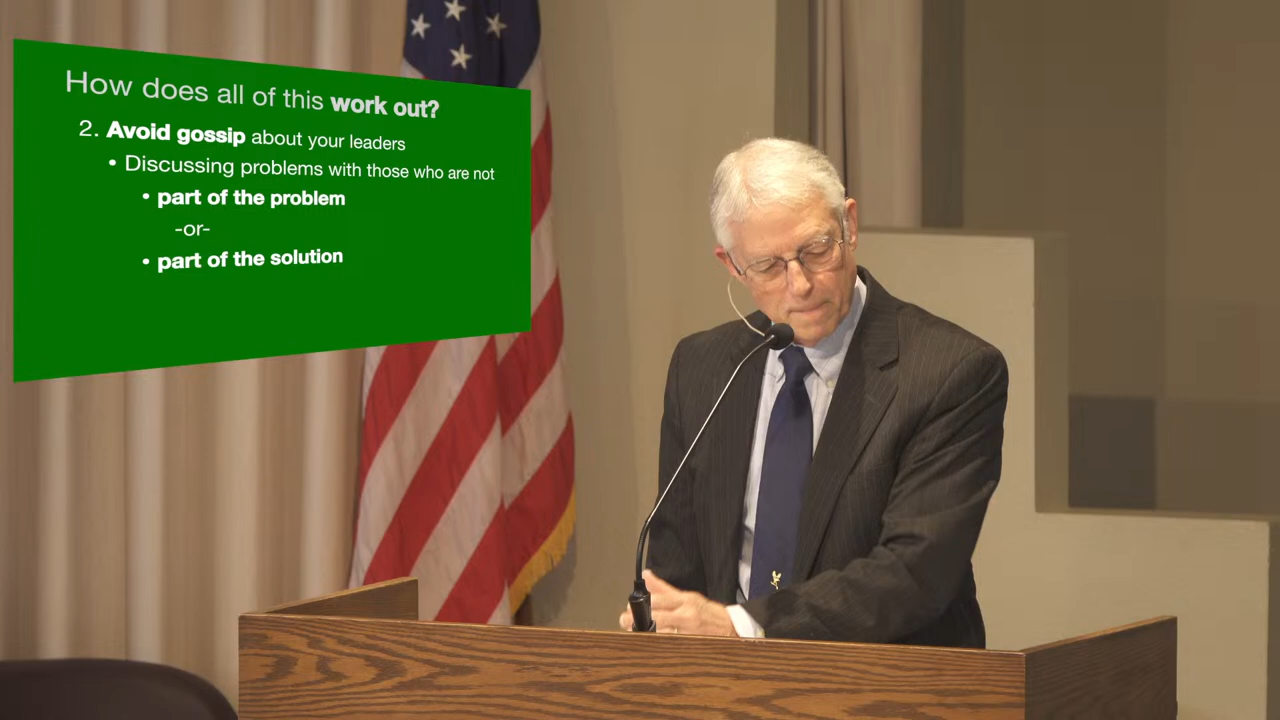 How does all of this work out?
2. Avoid gossip about your leaders
• Discussing problems with those who are not
• part of the problem
-or-
• part of the solution